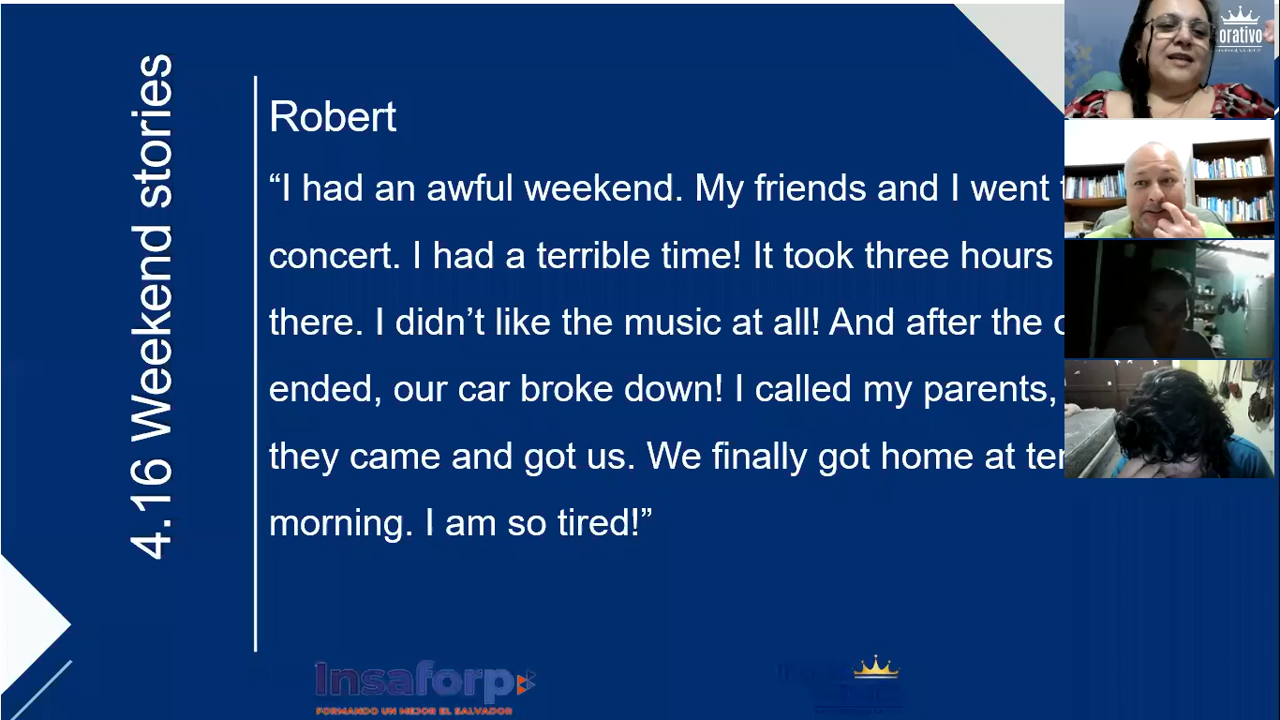 4.16 Weekend stories
Robert
“I had an awful weekend. My friends and I went
concert. I had a terrible time! It took three hours
there. I didn’t like the music at all! And after the
ended, our car broke down! I called my parents,
they came and got us. We finally got home at
morning. I am so tired!”
orativo
Insaforp
FORMANDO UN MEJOR EL SALVADOR